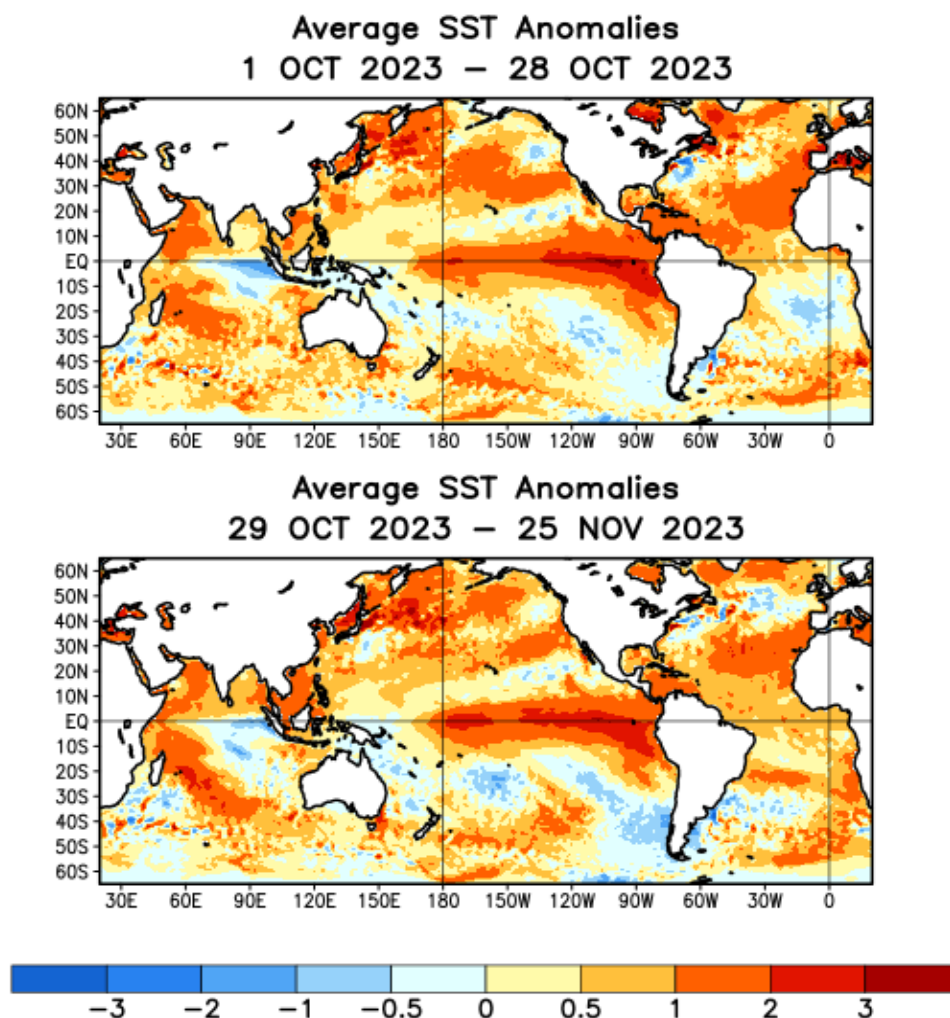 Average SST Anomalies
1 OCT 2023 – 28 OCT 2023
60N
50N
40N
30N
20N
10N
EQ
10S
20S
30S
40S
50S
60S
30E 60E 90E 120E 150E 180 150W 120W 90W 60W 30W 0
Average SST Anomalies
29 OCT 2023 – 25 NOV 2023
60N
50N
40N
30N
20N
10N
EQ
10S
20S
30S
40S
50S
60S
30E 60E 90E 120E 150E 180 150W 120W 90W 60W 30W 0
−3 −2 −1 −0.5 0 0.5 1 2 3